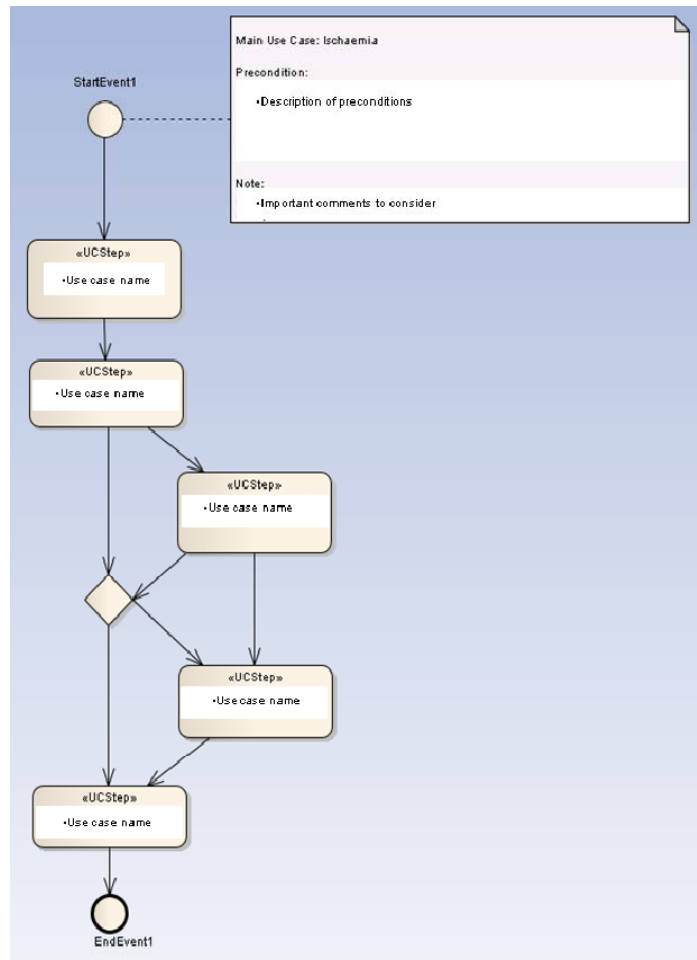 Main Use Case: Ischaemia
Precondition:
•Description of preconditions
Note:
•Important comments to consider
StartEvent1
«UCStep»
•Use case name
«UCStep»
•Use case name
«UCStep»
•Use case name
«UCStep»
•Use case name
«UCStep»
•Use case name
EndEvent1